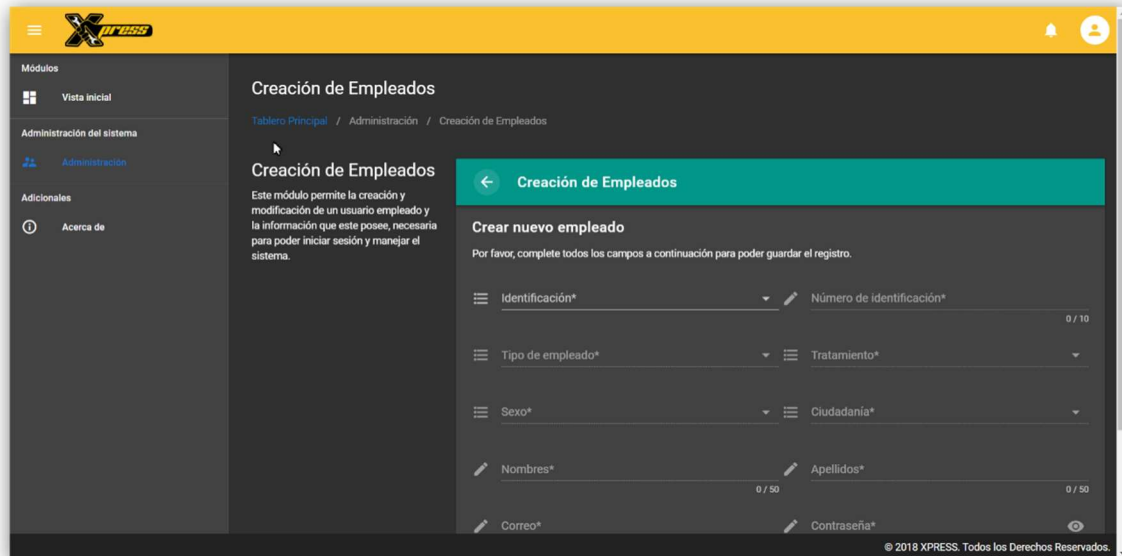 Xpress
Módulos
Vista inicial
Administración del sistema
Administración
Adicionales
Acerca de
Creación de Empleados
Tablero Principal / Administración / Creación de Empleados
Creación de Empleados
Este módulo permite la creación y
modificación de un usuario empleado y
la información que este posee, necesaria
para poder iniciar sesión y manejar el
sistema.
Creación de Empleados
Crear nuevo empleado
Por favor, complete todos los campos a continuación para poder guardar el registro.
Identificación*
Número de identificación*
0 / 10
Tipo de empleado*
Tratamiento*
Sexo*
Ciudadanía*
Nombres*
0 / 50
Apellidos*
0 / 50
Correo*
Contraseña*
© 2018 XPRESS. Todos los Derechos Reservados.